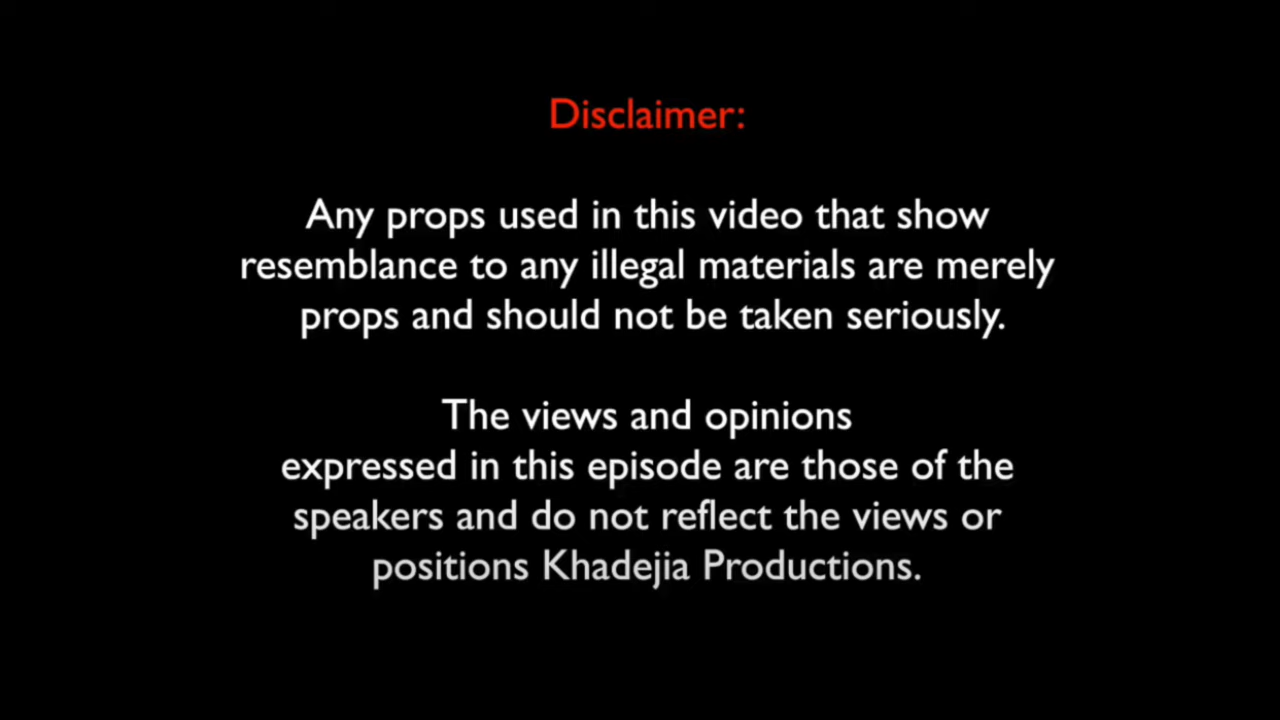 Disclaimer:
Any props used in this video that show
resemblance to any illegal materials are merely
props and should not be taken seriously.
The views and opinions
expressed in this episode are those of the
speakers and do not reflect the views or
positions Khadejia Productions.